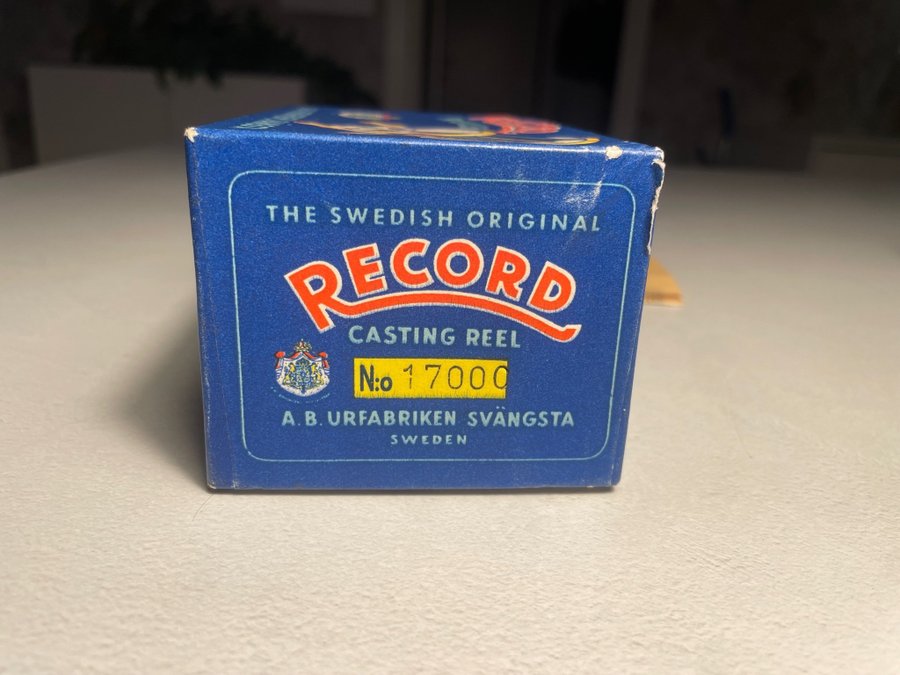 THE SWEDISH ORIGINAL
RECORD
CASTING REEL
N:o 17000
A.B. URFABRIKEN SVÄNGSTA
SWEDEN